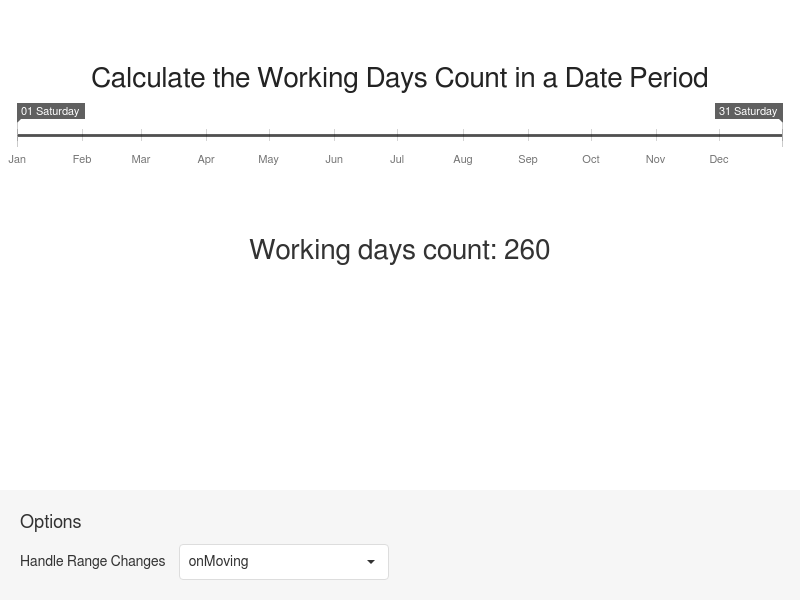 Calculate the Working Days Count in a Date Period
01 Saturday 31 Saturday
Jan Feb Mar Apr May Jun Jul Aug Sep Oct Nov Dec
Working days count: 260
Options
Handle Range Changes onMoving